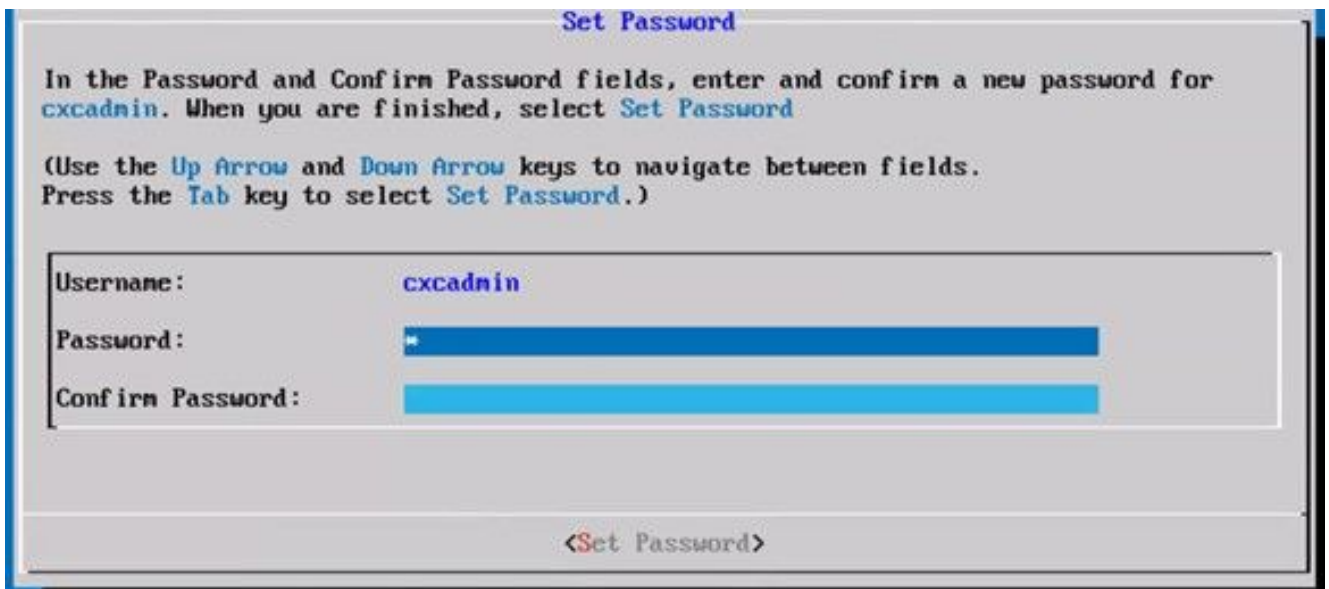 Set Password
In the Password and Confirm Password fields, enter and confirm a new password for
cxcadmin. When you are finished, select Set Password
(Use the Up Arrow and Down Arrow keys to navigate between fields.
Press the Tab key to select Set Password.)
Username: cxcadmin
Password: *
Confirm Password:
<Set Password>